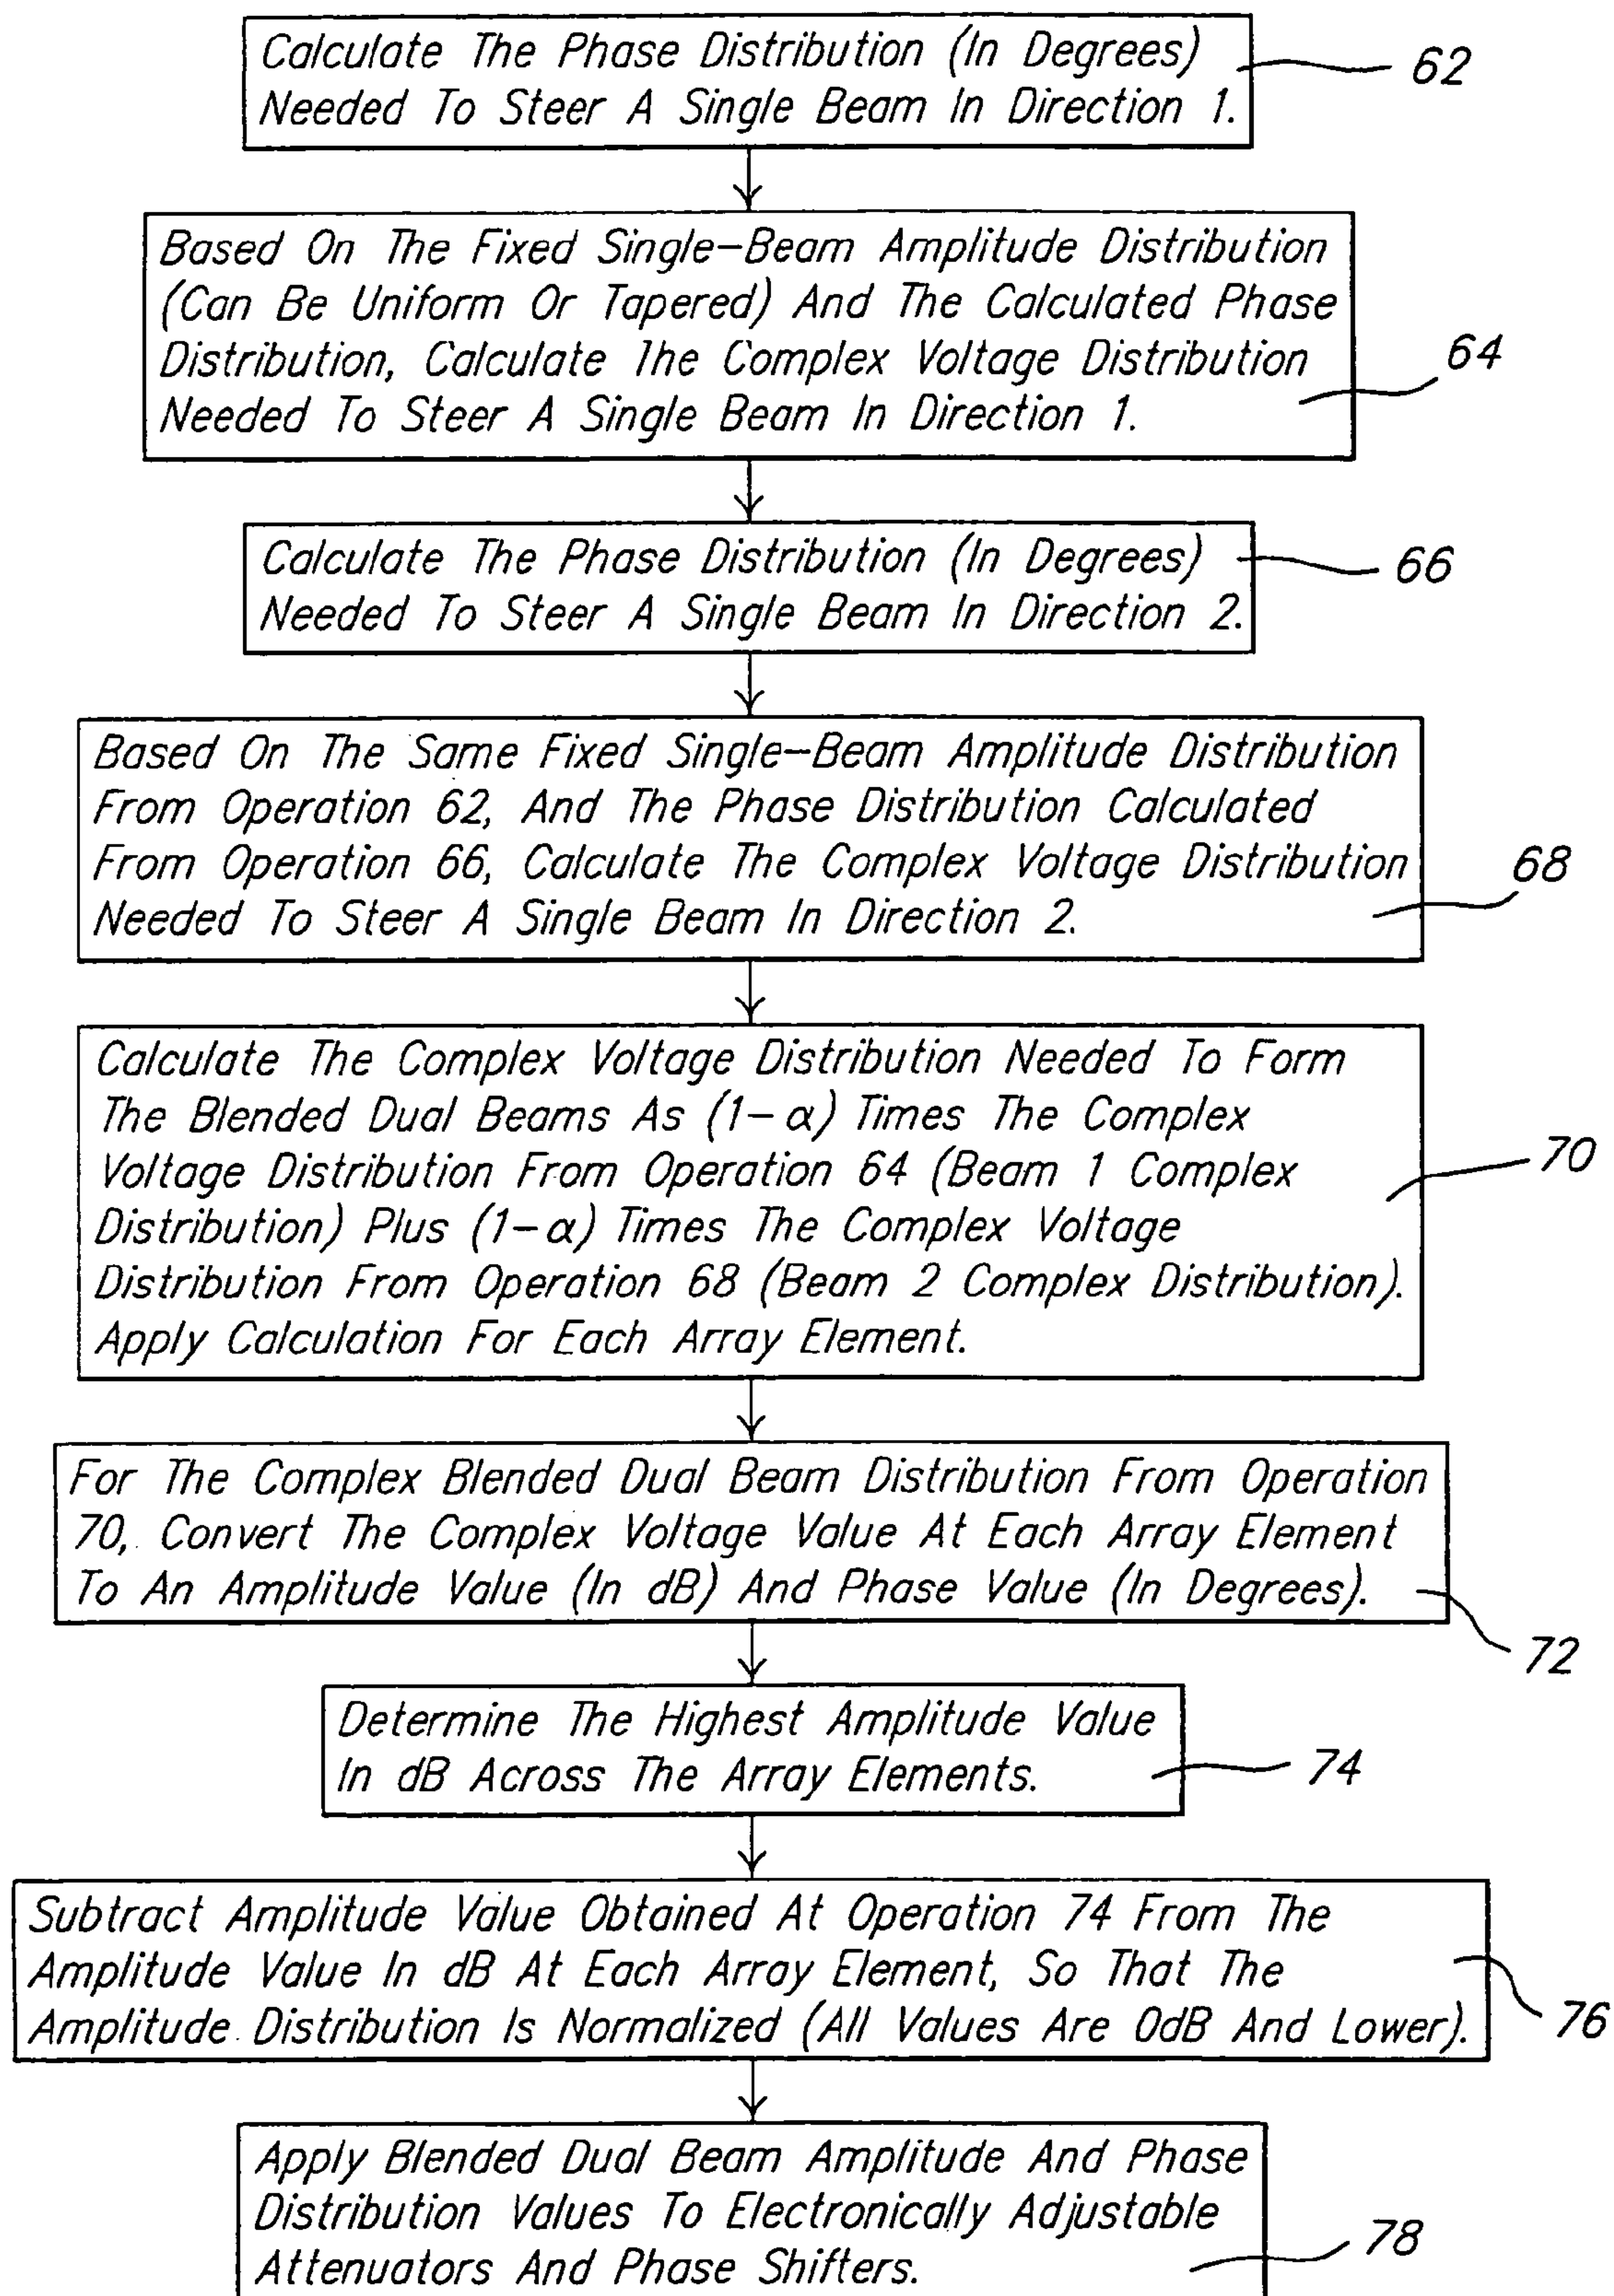 Calculate The Phase Distribution (In Degrees)
Needed To Steer A Single Beam In Direction 1.
62
Based On The Fixed Single-Beam Amplitude Distribution
(Can Be Uniform Or Tapered) And The Calculated Phase
Distribution, Calculate The Complex Voltage Distribution
Needed To Steer A Single Beam In Direction 1.
64
Calculate The Phase Distribution (In Degrees)
Needed To Steer A Single Beam In Direction 2.
66
Based On The Same Fixed Single-Beam Amplitude Distribution
From Operation 62, And The Phase Distribution Calculated
From Operation 66, Calculate The Complex Voltage Distribution
Needed To Steer A Single Beam In Direction 2.
68
Calculate The Complex Voltage Distribution Needed To Form
The Blended Dual Beams As (1-α) Times The Complex
Voltage Distribution From Operation 64 (Beam 1 Complex
Distribution) Plus (1-α) Times The Complex Voltage
Distribution From Operation 68 (Beam 2 Complex Distribution).
Apply Calculation For Each Array Element.
70
For The Complex Blended Dual Beam Distribution From Operation
70, Convert The Complex Voltage Value At Each Array Element
To An Amplitude Value (In dB) And Phase Value (In Degrees).
72
Determine The Highest Amplitude Value
In dB Across The Array Elements.
74
Subtract Amplitude Value Obtained At Operation 74 From The
Amplitude Value In dB At Each Array Element, So That The
Amplitude Distribution Is Normalized (All Values Are 0dB And Lower).
76
Apply Blended Dual Beam Amplitude And Phase
Distribution Values To Electronically Adjustable
Attenuators And Phase Shifters.
78